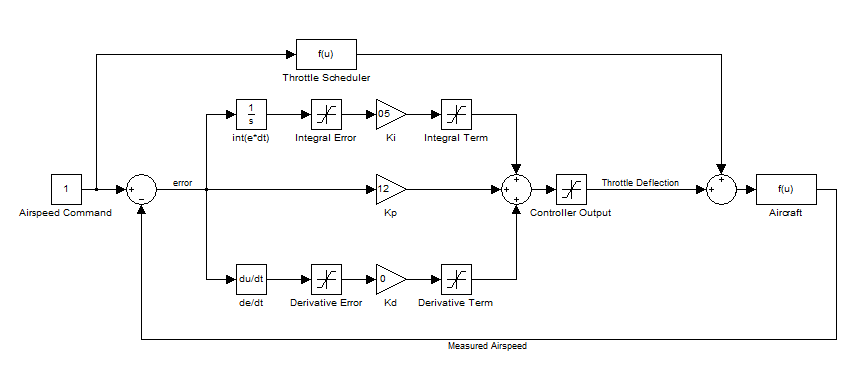 f(u)
Throttle Scheduler
1
s
int(e*dt)
Integral Error
05
Ki
Integral Term
1
Airspeed Command
+
−
error
12
Kp
+
+
+
Controller Output
Throttle Deflection
+
+
f(u)
Aircraft
du/dt
de/dt
Derivative Error
0
Kd
Derivative Term
Measured Airspeed